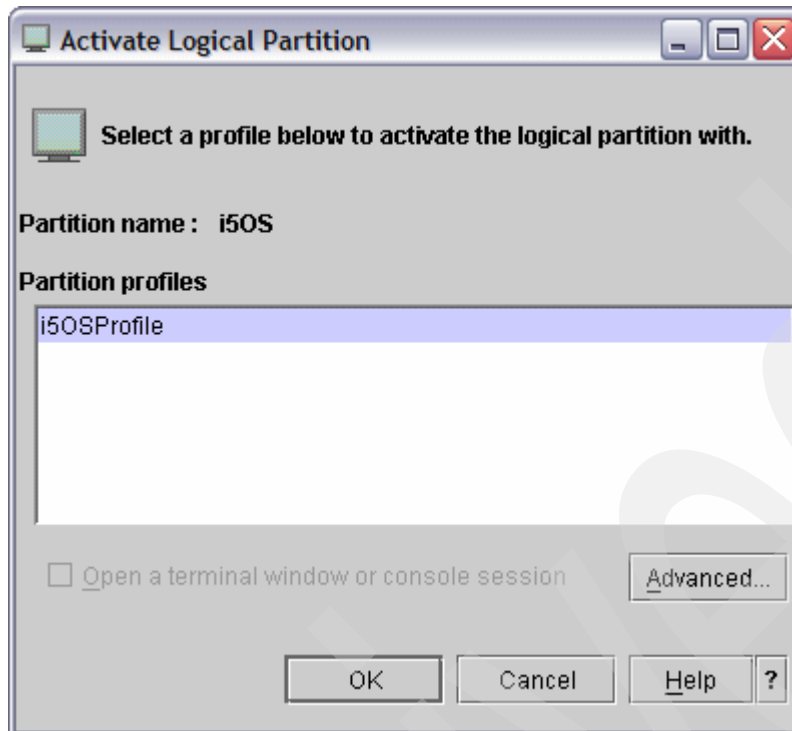 Activate Logical Partition
Select a profile below to activate the logical partition with.
Partition name : i5OS
Partition profiles
i5OSProfile
Open a terminal window or console session
Advanced...
OK Cancel Help ?